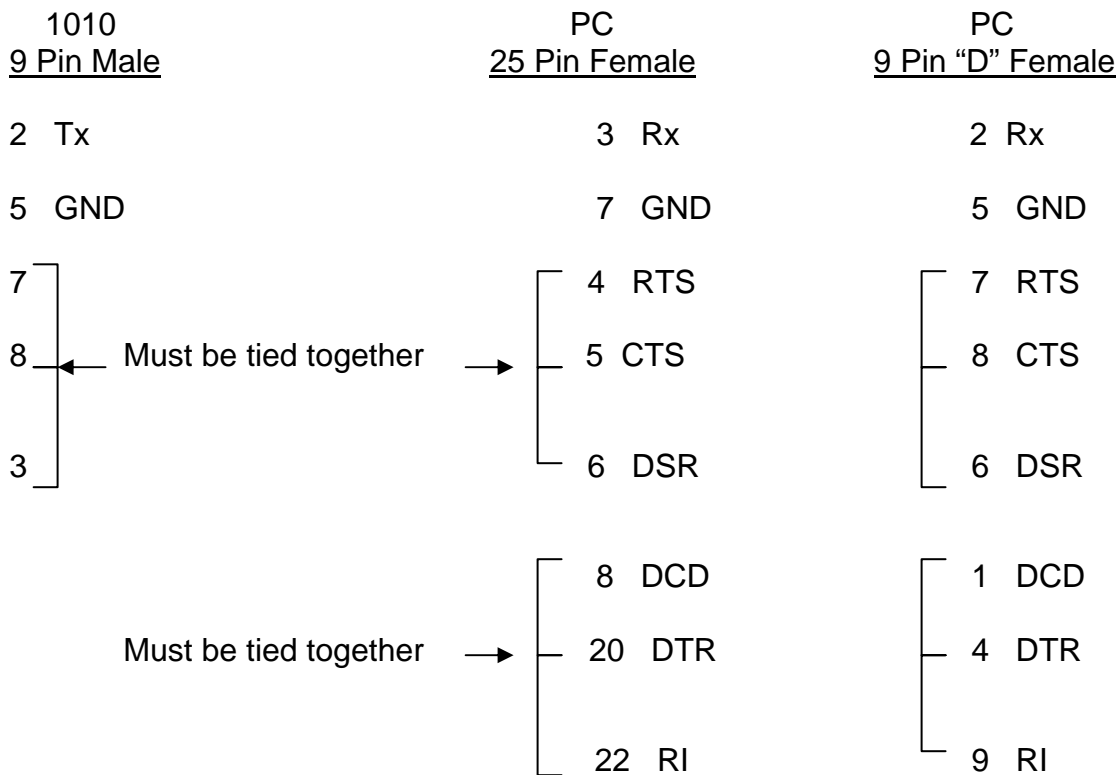 1010 PC PC
9 Pin Male 25 Pin Female 9 Pin “D” Female
2 Tx 3 Rx 2 Rx
5 GND 7 GND 5 GND
7 4 RTS 7 RTS
8 Must be tied together 5 CTS 8 CTS
3 6 DSR 6 DSR
8 DCD 1 DCD
Must be tied together 20 DTR 4 DTR
22 RI 9 RI